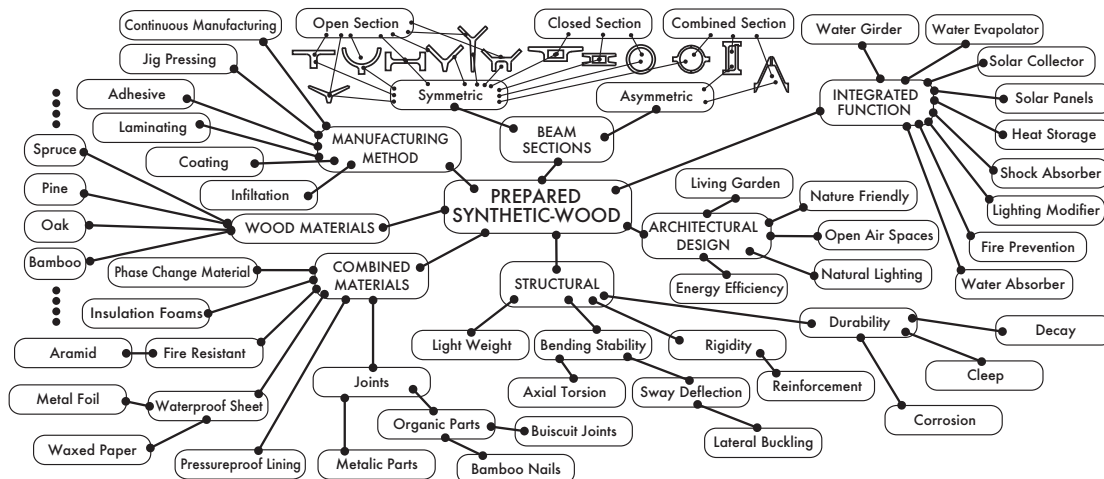 Continuous Manufacturing
Open Section
Closed Section
Combined Section
Water Girder
Water Evapolator
Jig Pressing
Solar Collector
Adhesive
Symmetric
Asymmetric
INTEGRATED
FUNCTION
Solar Panels
Laminating
MANUFACTURING
METHOD
BEAM
SECTIONS
Heat Storage
Spruce
Coating
Shock Absorber
Pine
Infiltation
PREPARED
SYNTHETIC-WOOD
Living Garden
Nature Friendly
Lighting Modifier
Oak
WOOD MATERIALS
ARCHITECTURAL
DESIGN
Open Air Spaces
Fire Prevention
Bamboo
Phase Change Material
COMBINED
MATERIALS
STRUCTURAL
Energy Efficiency
Natural Lighting
Water Absorber
Insulation Foams
Durability
Decay
Aramid
Fire Resistant
Light Weight
Bending Stability
Rigidity
Cleep
Joints
Axial Torsion
Sway Deflection
Reinforcement
Metal Foil
Waterproof Sheet
Organic Parts
Buiscuit Joints
Corrosion
Waxed Paper
Lateral Buckling
Pressureproof Lining
Metalic Parts
Bamboo Nails